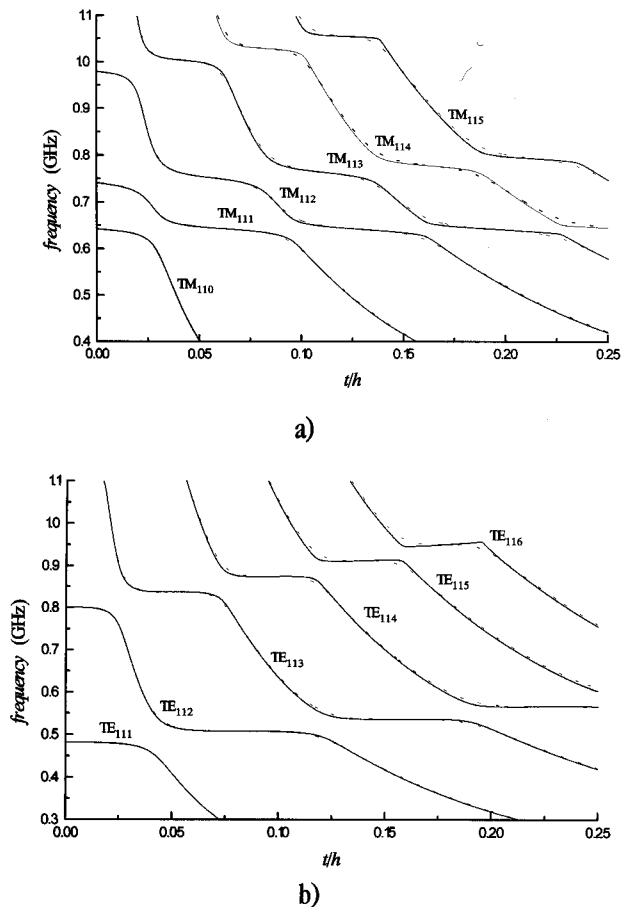 1.1
1.0
0.9
0.8
0.7
0.6
0.5
0.4
frequency (GHz)
TM115
TM114
TM113
TM112
TM111
TM110
0.00 0.05 0.10 0.15 0.20 0.25
t/h
a)
1.1
1.0
0.9
0.8
0.7
0.6
0.5
0.4
0.3
frequency (GHz)
TE116
TE115
TE114
TE113
TE112
TE111
0.00 0.05 0.10 0.15 0.20 0.25
t/h
b)